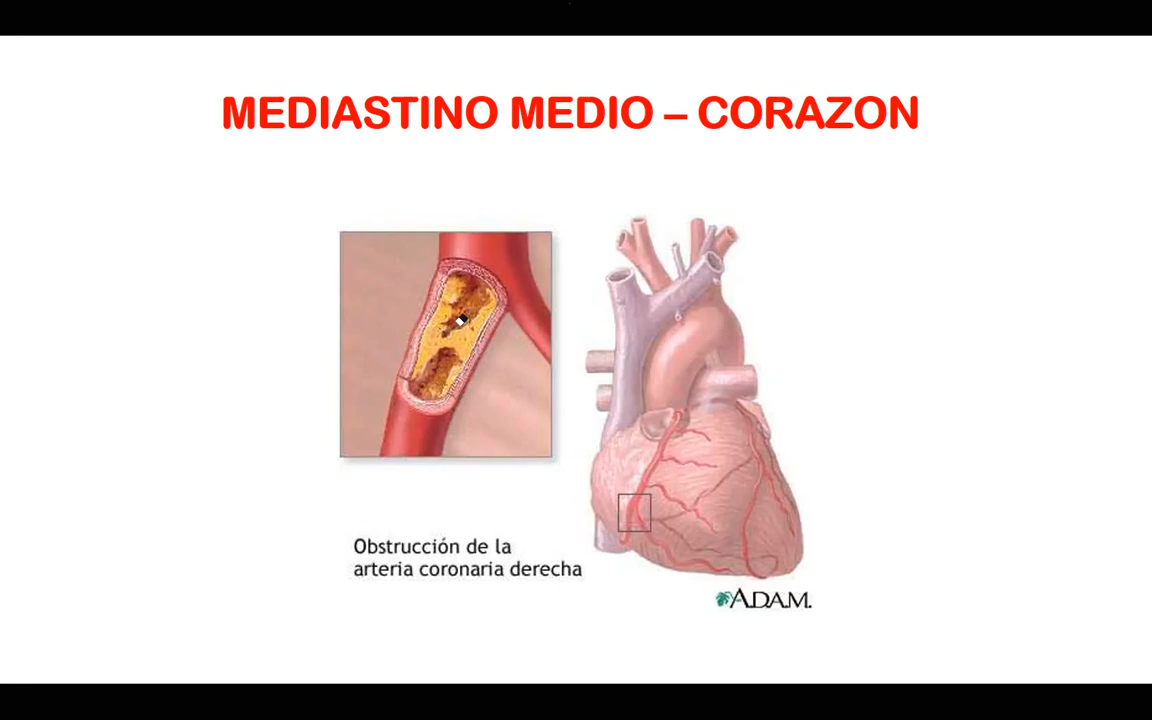 MEDIASTINO MEDIO – CORAZON
Obstrucción de la
arteria coronaria derecha
A.D.A.M.